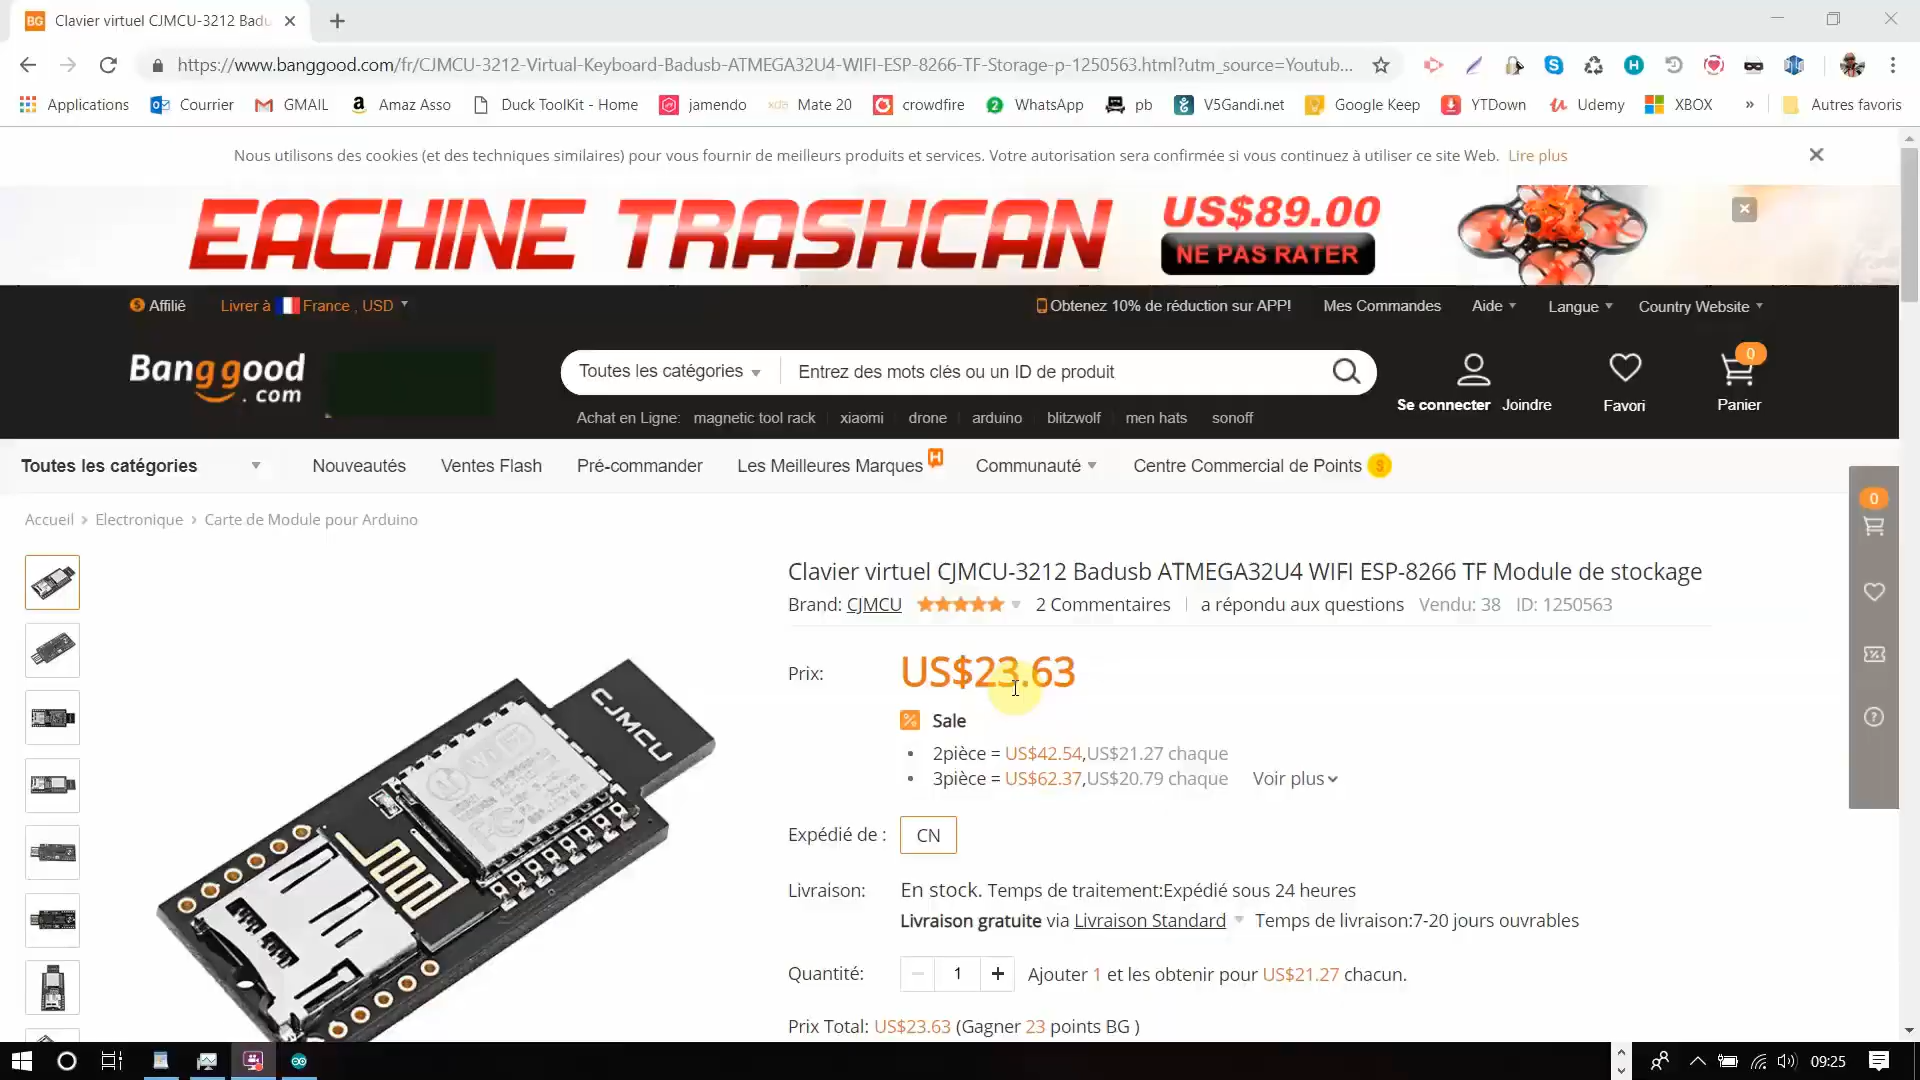 BG Clavier virtuel CJMCU-3212 Badu
https://www.banggood.com/fr/CJMCU-3212-Virtual-Keyboard-Badusb-ATMEGA32U4-WIFI-ESP-8266-TF-Storage-p-1250563.html?utm_source=Youtub...
Applications Courrier GMAIL Amaz Asso Duck ToolKit - Home jamendo xda Mate 20 crowdfire 2 WhatsApp pb V5Gandi.net Google Keep YTDown Udemy XBOX » Autres favoris
Nous utilisons des cookies (et des techniques similaires) pour vous fournir de meilleurs produits et services. Votre autorisation sera confirmée si vous continuez à utiliser ce site Web. Lire plus
EACHINE TRASHCAN US$89.00
NE PAS RATER
Affilié Livrer à France , USD Obtenez 10% de réduction sur APP! Mes Commandes Aide Langue Country Website
Banggood.com Toutes les catégories Entrez des mots clés ou un ID de produit 0
Se connecter Joindre Favori Panier
Achat en Ligne: magnetic tool rack xiaomi drone arduino blitzwolf men hats sonoff
Toutes les catégories Nouveautés Ventes Flash Pré-commander Les Meilleures Marques H Communauté Centre Commercial de Points $
0
Accueil > Electronique > Carte de Module pour Arduino
Clavier virtuel CJMCU-3212 Badusb ATMEGA32U4 WIFI ESP-8266 TF Module de stockage
Brand: CJMCU 2 Commentaires a répondu aux questions Vendu: 38 ID: 1250563
Prix: US$23.63
CJMCU
% Sale
• 2pièce = US$42.54,US$21.27 chaque
• 3pièce = US$62.37,US$20.79 chaque Voir plus
Expédié de : CN
Livraison: En stock. Temps de traitement:Expédié sous 24 heures
Livraison gratuite via Livraison Standard Temps de livraison:7-20 jours ouvrables
Quantité: − 1 + Ajouter 1 et les obtenir pour US$21.27 chacun.
Prix Total: US$23.63 (Gagner 23 points BG )
09:25